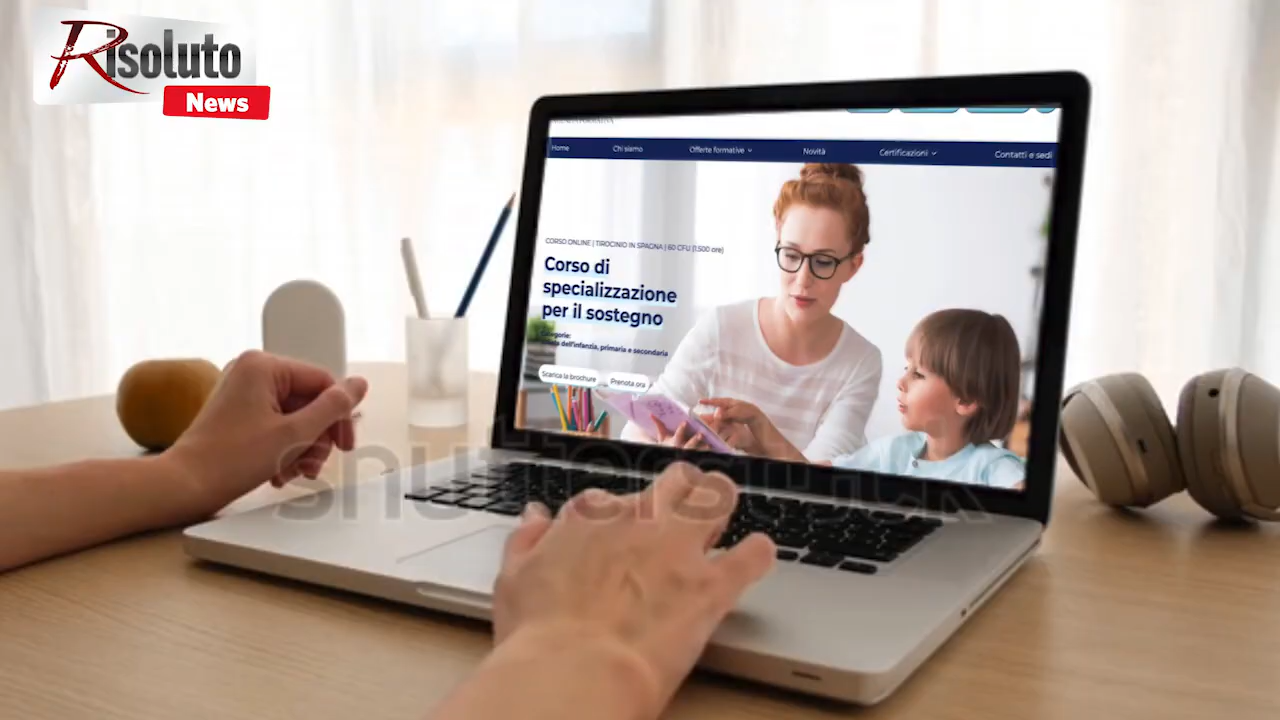 Risoluto
News
Home Chi siamo Offerte formative Novità Certificazioni Contatti e sedi
CORSO ONLINE | TIROCINIO IN SPAGNA | 60 CFU (1.500 ore)
Corso di
specializzazione
per il sostegno
dell'infanzia, primaria e secondaria
Scarica la brochure Prenota ora
shutterstock